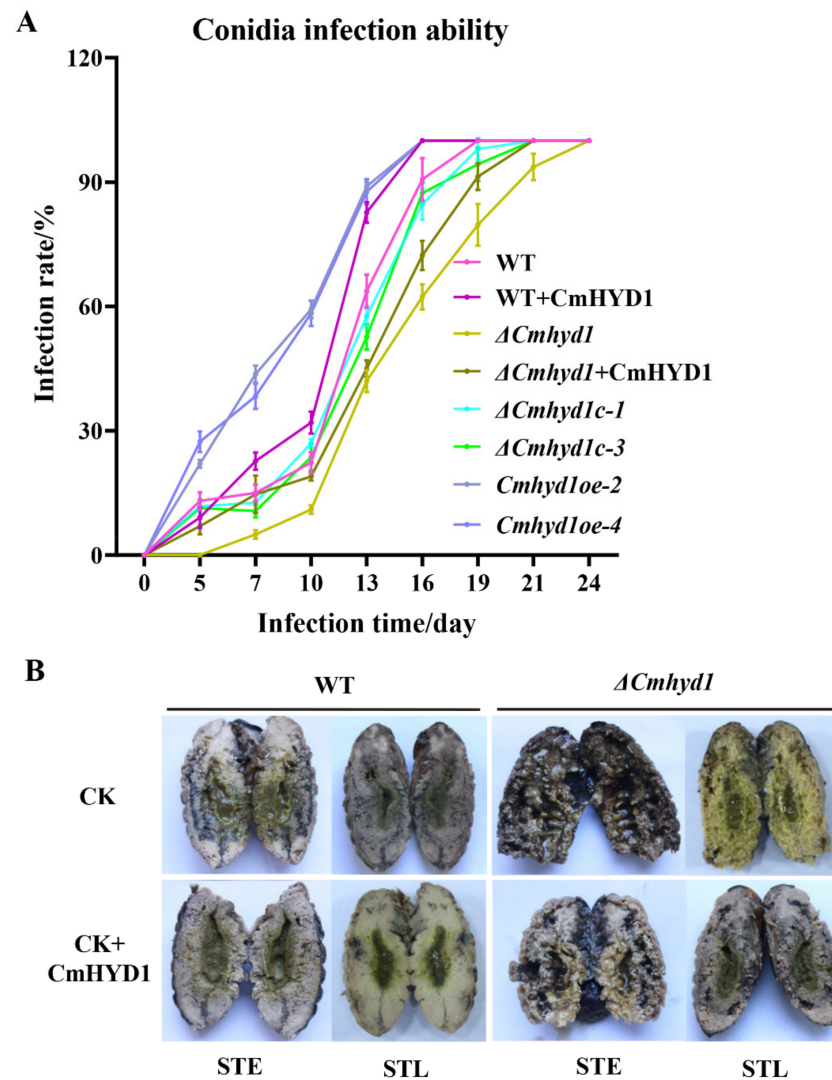 A
Conidia infection ability
120
90
60
30
0
Infection rate/%
0 5 7 10 13 16 19 21 24
Infection time/day
WT
WT+CmHYD1
ΔCmhyd1
ΔCmhyd1+CmHYD1
ΔCmhyd1c-1
ΔCmhyd1c-3
Cmhyd1oe-2
Cmhyd1oe-4
B
WT ΔCmhyd1
CK
CK+
CmHYD1
STE STL STE STL